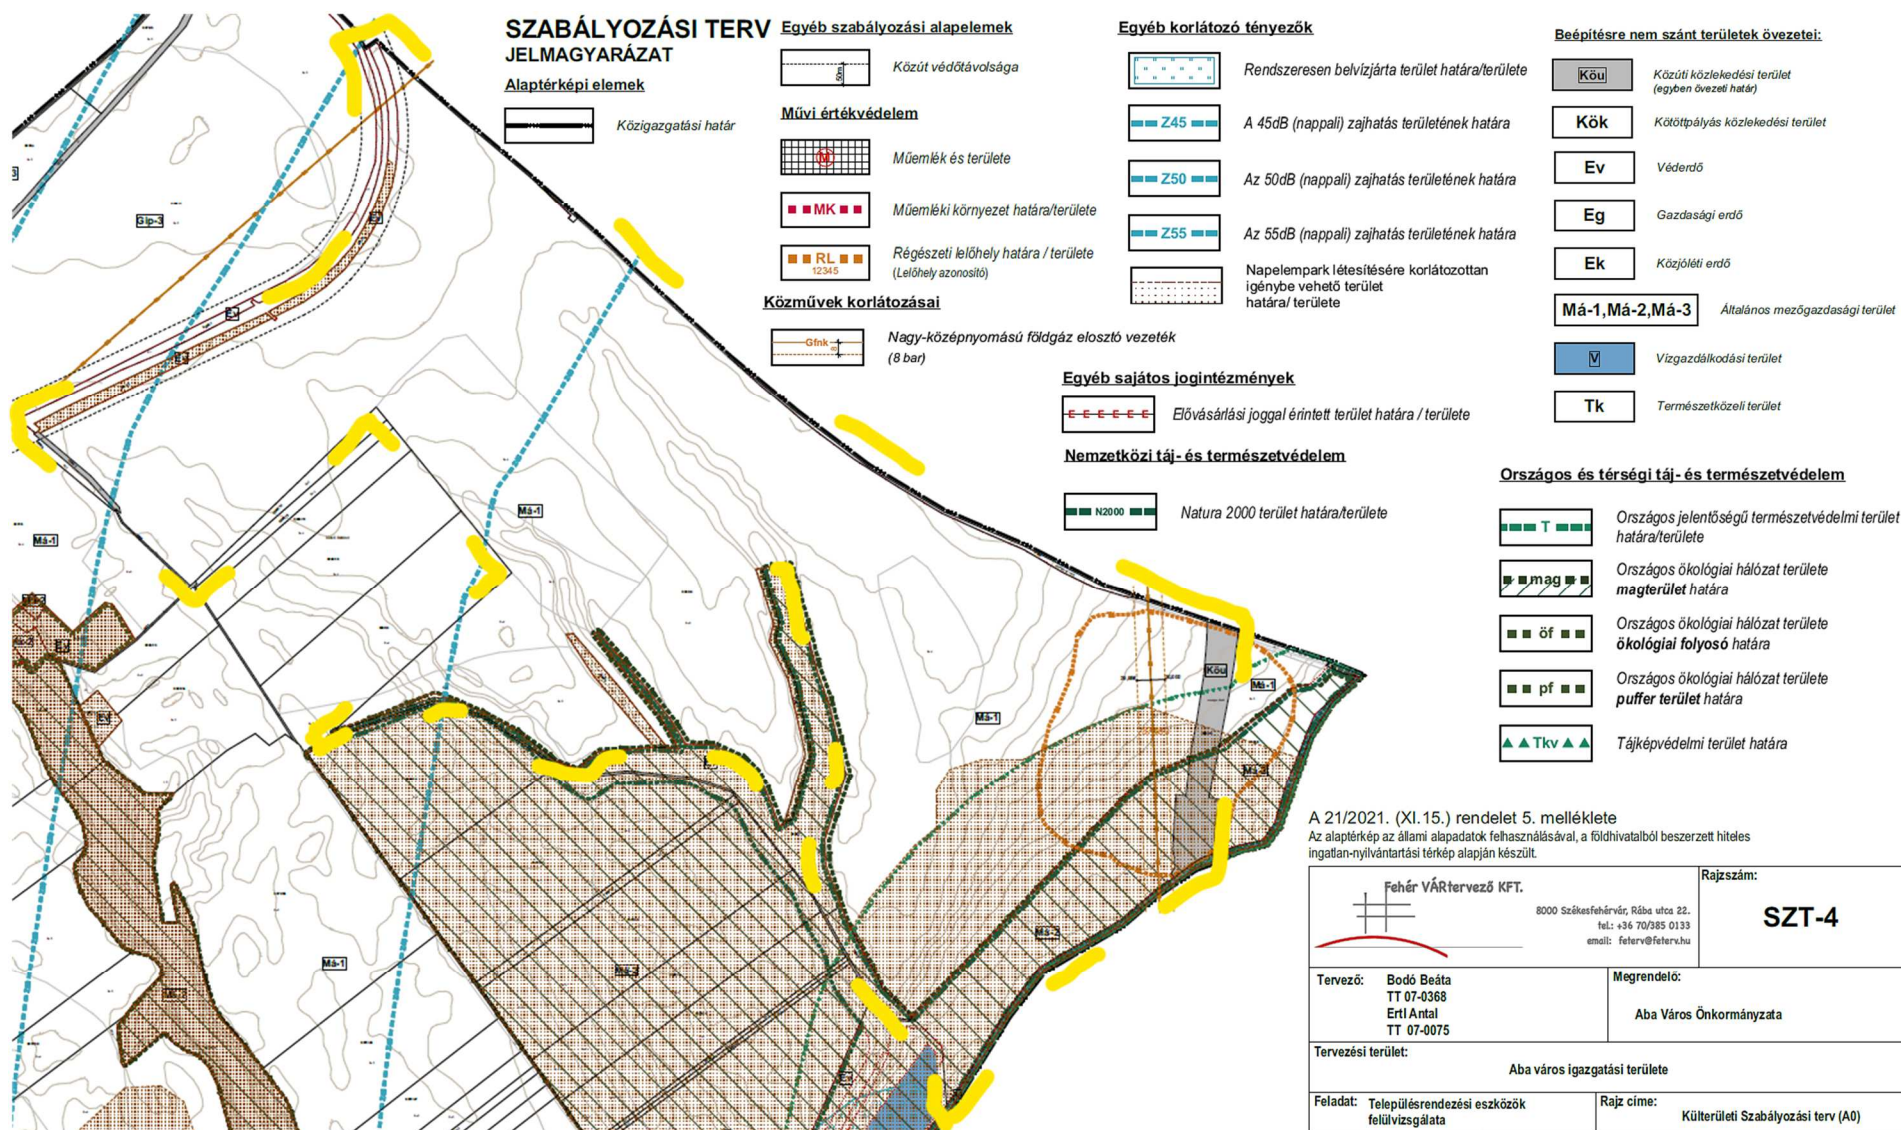 SZABÁLYOZÁSI TERV
JELMAGYARÁZAT
Alaptérképi elemek
Közigazgatási határ
Egyéb szabályozási alapelemek
50m
Közút védőtávolsága
Művi értékvédelem
M
Műemlék és területe
MK
Műemléki környezet határa/területe
RL
12345
Régészeti lelőhely határa / területe
(Lelőhely azonosító)
Közművek korlátozásai
Gfnk
8
Nagy-középnyomású földgáz elosztó vezeték
(8 bar)
Egyéb korlátozó tényezők
Rendszeresen belvízjárta terület határa/területe
Z45
A 45dB (nappali) zajhatás területének határa
Z50
Az 50dB (nappali) zajhatás területének határa
Z55
Az 55dB (nappali) zajhatás területének határa
Napelempark létesítésére korlátozottan
igénybe vehető terület
határa/ területe
Egyéb sajátos jogintézmények
E E E E E E
Elővásárlási joggal érintett terület határa / területe
Nemzetközi táj- és természetvédelem
N2000
Natura 2000 terület határa/területe
Beépítésre nem szánt területek övezetei:
Köu
Közúti közlekedési terület
(egyben övezeti határ)
Kök
Kötöttpályás közlekedési terület
Ev
Véderdő
Eg
Gazdasági erdő
Ek
Közjóléti erdő
Má-1,Má-2,Má-3
Általános mezőgazdasági terület
V
Vízgazdálkodási terület
Tk
Természetközeli terület
Országos és térségi táj- és természetvédelem
T
Országos jelentőségű természetvédelmi terület
határa/területe
mag
Országos ökológiai hálózat területe
magterület határa
öf
Országos ökológiai hálózat területe
ökológiai folyosó határa
pf
Országos ökológiai hálózat területe
puffer terület határa
Tkv
Tájképvédelmi terület határa
Gip-3
Ev
Ev
Ev
Má-1
Má-1
Ev
Köu
Má-1
Má-1
Má-1
A 21/2021. (XI.15.) rendelet 5. melléklete
Az alaptérkép az állami alapadatok felhasználásával, a földhivatalból beszerzett hiteles
ingatlan-nyilvántartási térkép alapján készült.
Fehér VÁRtervező KFT.
8000 Székesfehérvár, Rába utca 22.
tel.: +36 70/385 0133
email: feterv@feterv.hu
Rajzszám:
SZT-4
Tervező: Bodó Beáta
TT 07-0368
Ertl Antal
TT 07-0075
Megrendelő:
Aba Város Önkormányzata
Tervezési terület:
Aba város igazgatási területe
Feladat: Településrendezési eszközök
felülvizsgálata
Rajz címe:
Külterületi Szabályozási terv (A0)